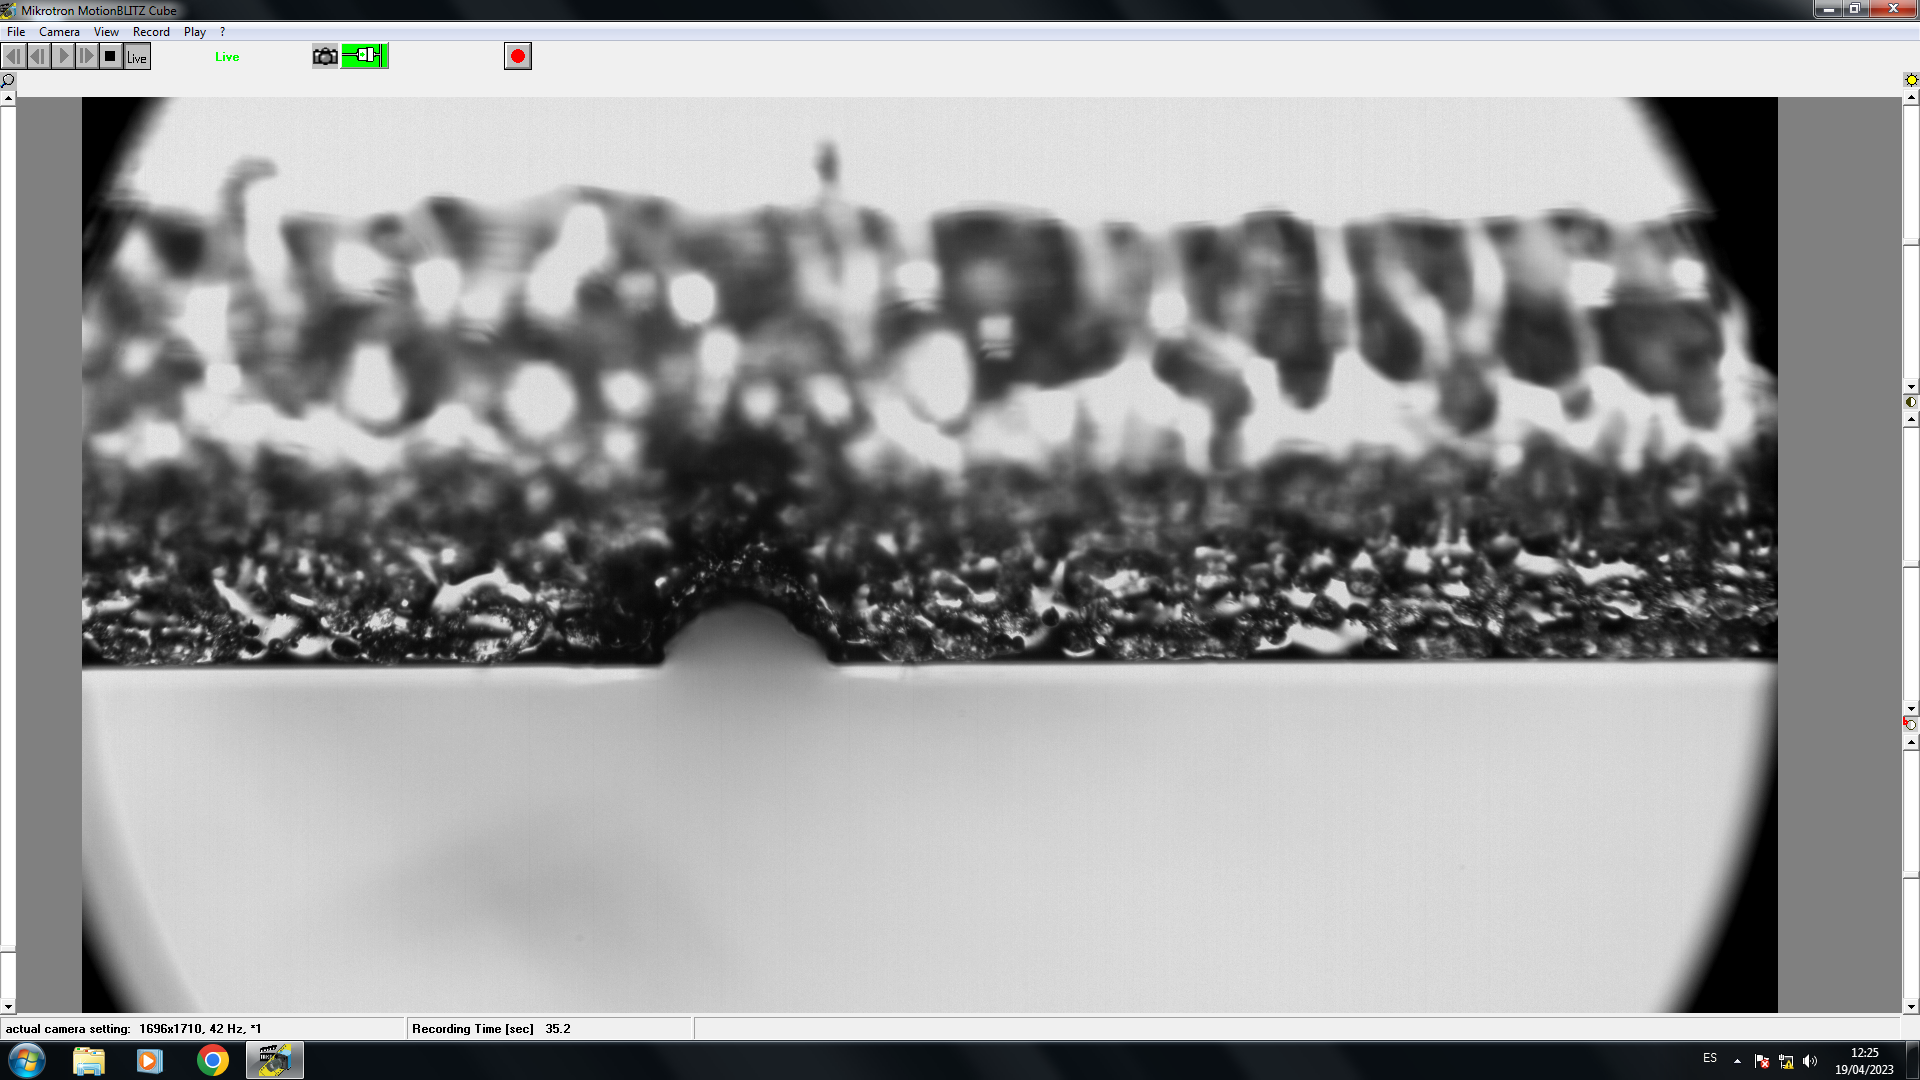 Mikrotron MotionBLITZ Cube
File Camera View Record Play ?
Live Live
actual camera setting: 1696x1710, 42 Hz, *1 Recording Time [sec] 35.2
ES 12:25
19/04/2023